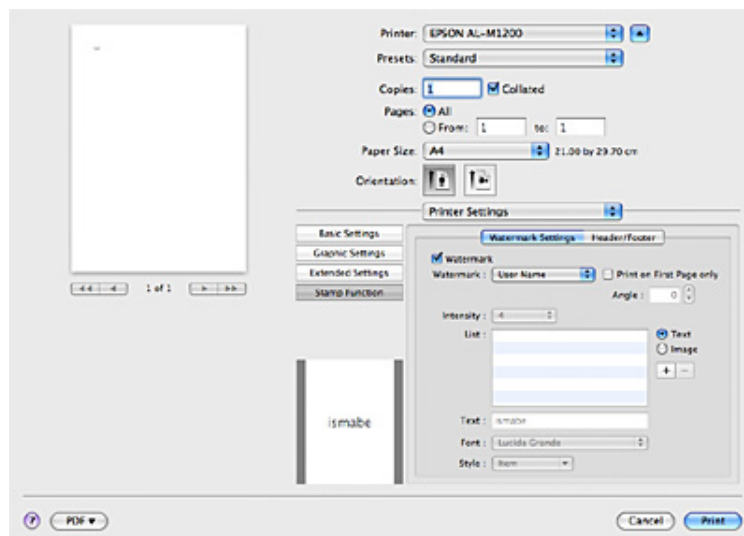 Printer: EPSON AL-M1200
Presets: Standard
Copies: 1 Collated
Pages: All
From: 1 to: 1
Paper Size: A4 21.00 by 29.70 cm
Orientation:
Printer Settings
Basic Settings
Graphic Settings
Extended Settings
Stamp Function
Watermark Settings Header/Footer
Watermark
Watermark : User Name Print on First Page only
Angle : 0
Intensity : 4
List : Text
Image
+ −
Text : ismabe
Font : Lucida Grande
Style : Item
1 of 1
ismabe
? PDF Cancel Print